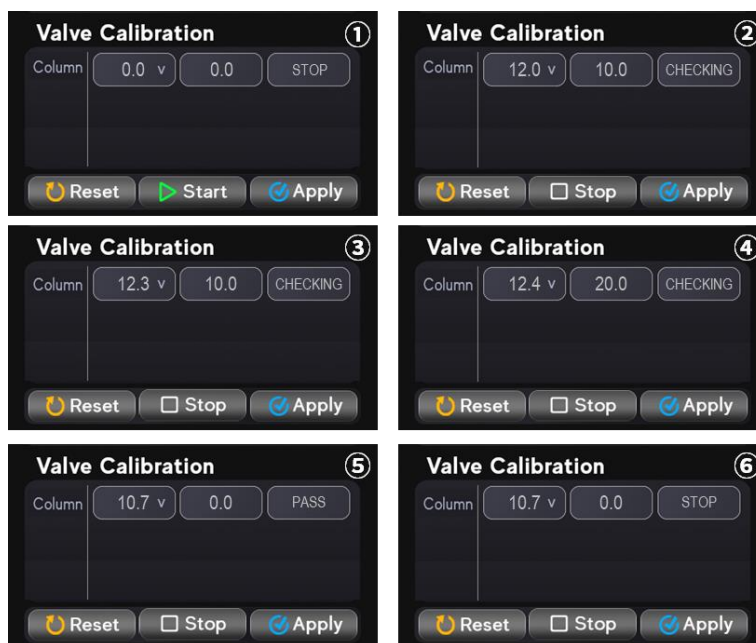 Valve Calibration ①
Column 0.0 v 0.0 STOP
Reset Start Apply
Valve Calibration ②
Column 12.0 v 10.0 CHECKING
Reset Stop Apply
Valve Calibration ③
Column 12.3 v 10.0 CHECKING
Reset Stop Apply
Valve Calibration ④
Column 12.4 v 20.0 CHECKING
Reset Stop Apply
Valve Calibration ⑤
Column 10.7 v 0.0 PASS
Reset Stop Apply
Valve Calibration ⑥
Column 10.7 v 0.0 STOP
Reset Stop Apply